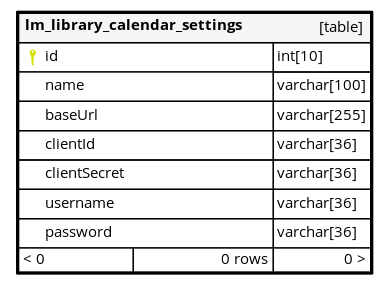 lm_library_calendar_settings [table]
id int[10]
name varchar[100]
baseUrl varchar[255]
clientId varchar[36]
clientSecret varchar[36]
username varchar[36]
password varchar[36]
< 0 0 rows 0 >